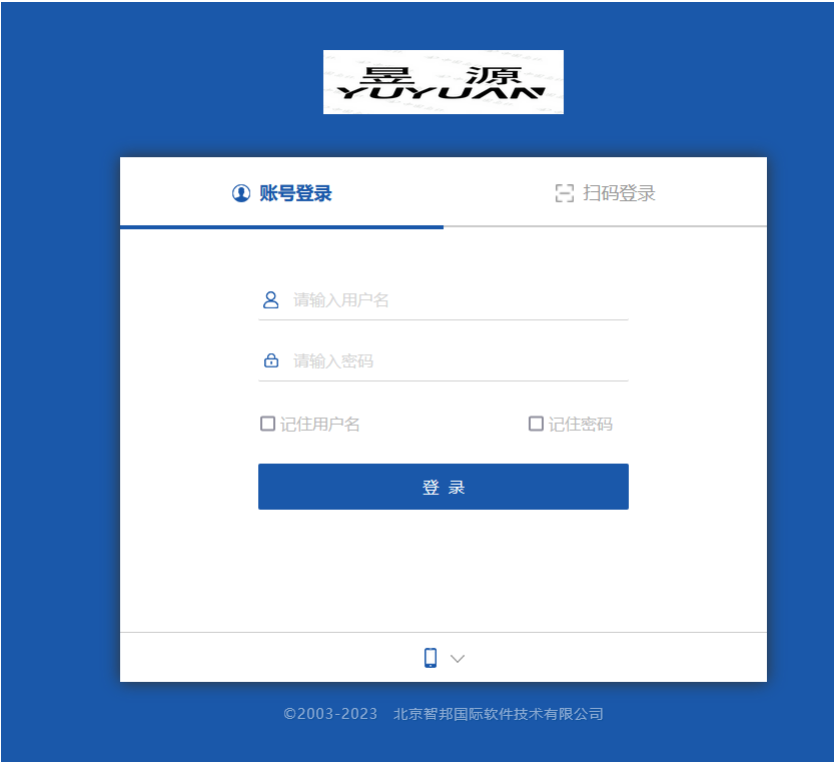 昱 源
YUYUAN
账号登录
扫码登录
请输入用户名
请输入密码
记住用户名
记住密码
登 录
©2003-2023 北京智邦国际软件技术有限公司